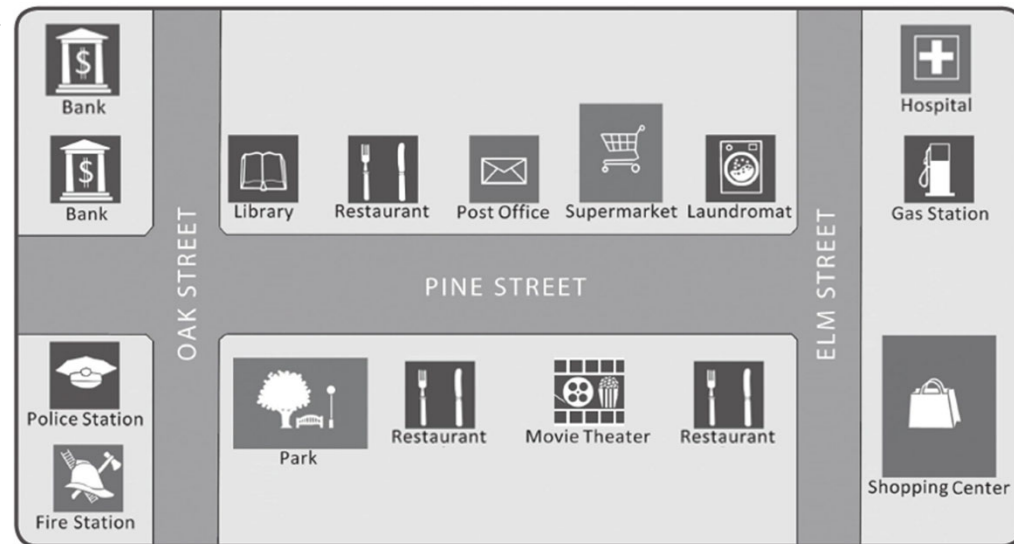 Bank
Hospital
Bank
Library
Restaurant
Post Office
Supermarket
Laundromat
Gas Station
OAK STREET
PINE STREET
ELM STREET
Police Station
Park
Restaurant
Movie Theater
Restaurant
Fire Station
Shopping Center